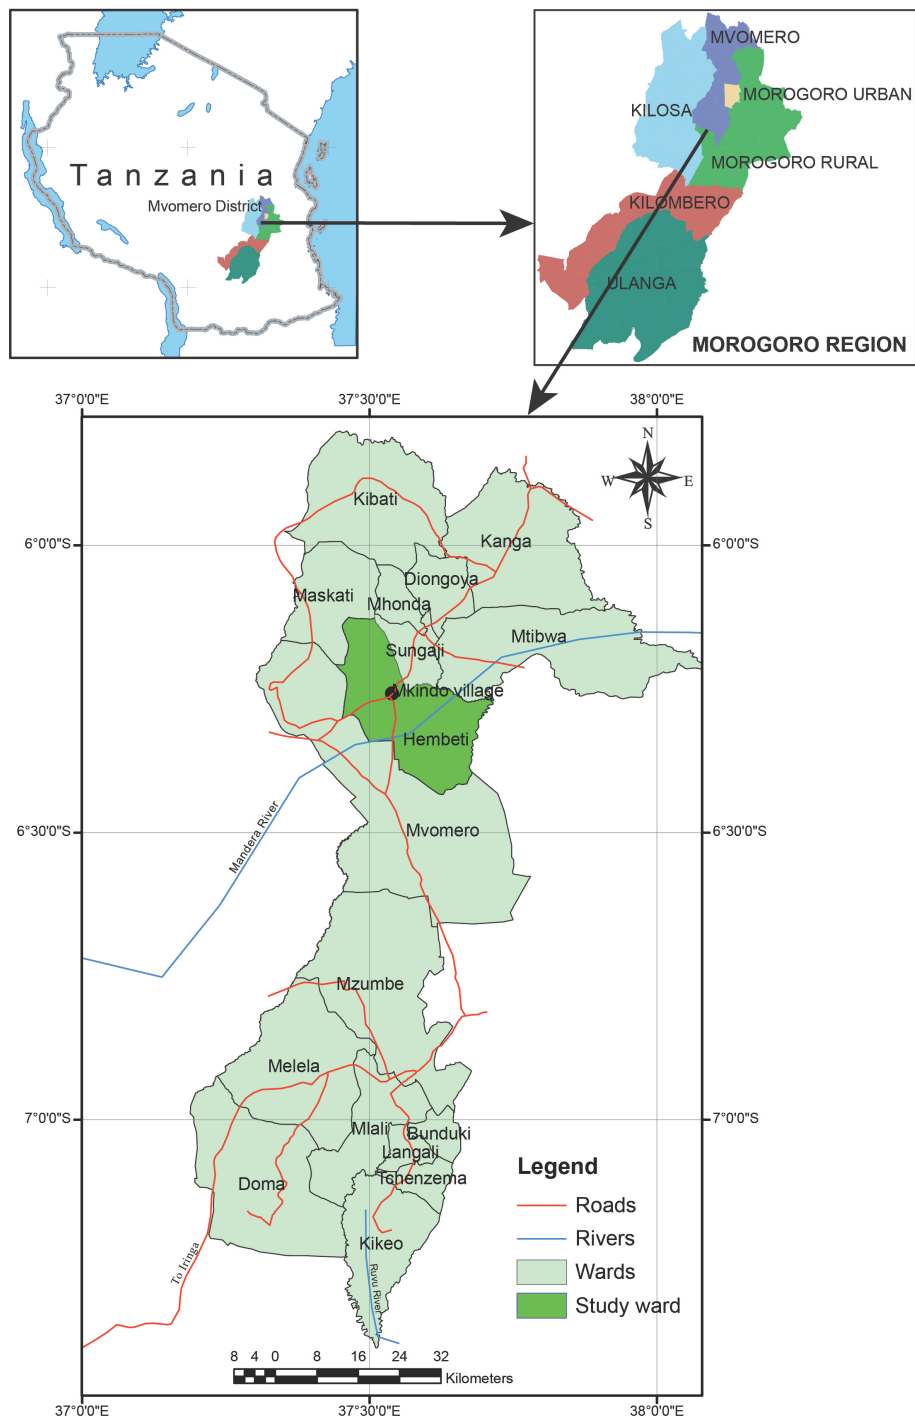 Tanzania
Mvomero District
MVOMERO
MOROGORO URBAN
KILOSA
MOROGORO RURAL
KILOMBERO
ULANGA
MOROGORO REGION
37°0'0"E
37°30'0"E
38°0'0"E
N
W
E
S
Kibati
Kanga
6°0'0"S
6°0'0"S
Diongoya
Maskati
Mhonda
Mtibwa
Sungaji
Mkindo village
Hembeti
Mvomero
6°30'0"S
6°30'0"S
Mandera River
Mzumbe
Melela
7°0'0"S
7°0'0"S
Mlali
Bunduki
Langali
Tchenzema
Doma
Kikeo
To Iringa
Ruvu River
Legend
Roads
Rivers
Wards
Study ward
8 4 0 8 16 24 32
Kilometers
37°0'0"E
37°30'0"E
38°0'0"E